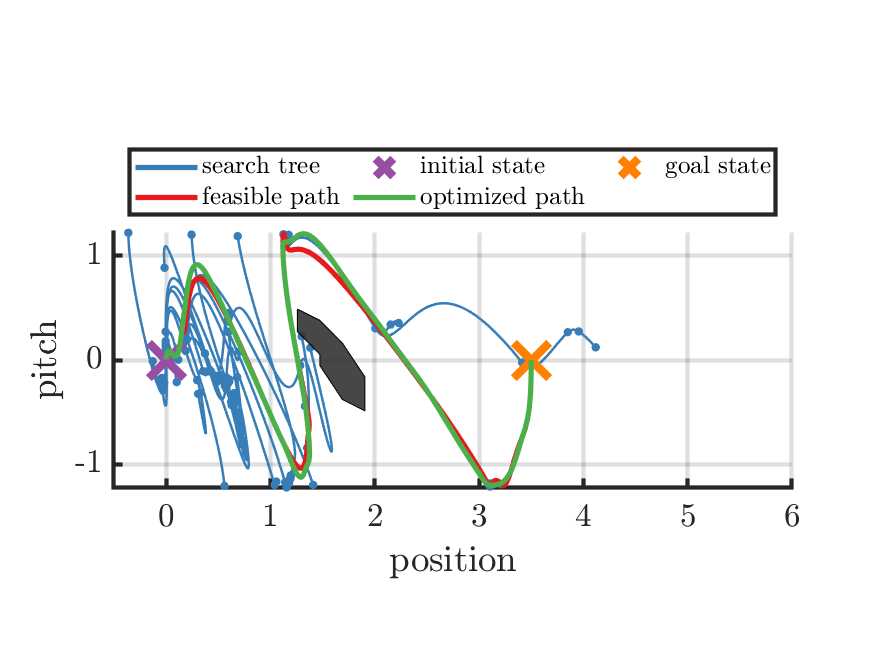 search tree initial state goal state
feasible path optimized path
1
0
-1
pitch
0 1 2 3 4 5 6
position